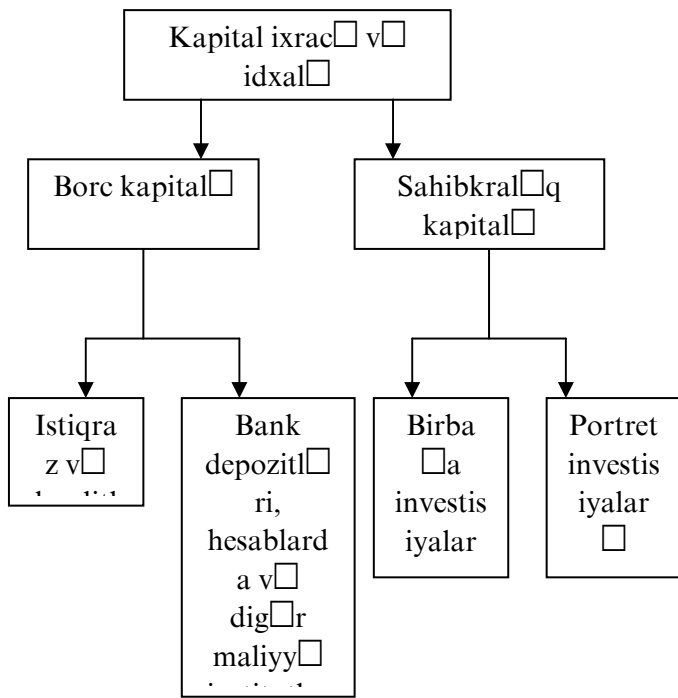 Kapital ixrac□ v□
idxal□
Borc kapital□
Sahibkral□q
kapital□
Istiqra
z v□
Bank
depozitl□
ri,
hesablard
a v□
dig□r
maliyy□
Birba
□a
investis
iyalar
Portret
investis
iyalar
□